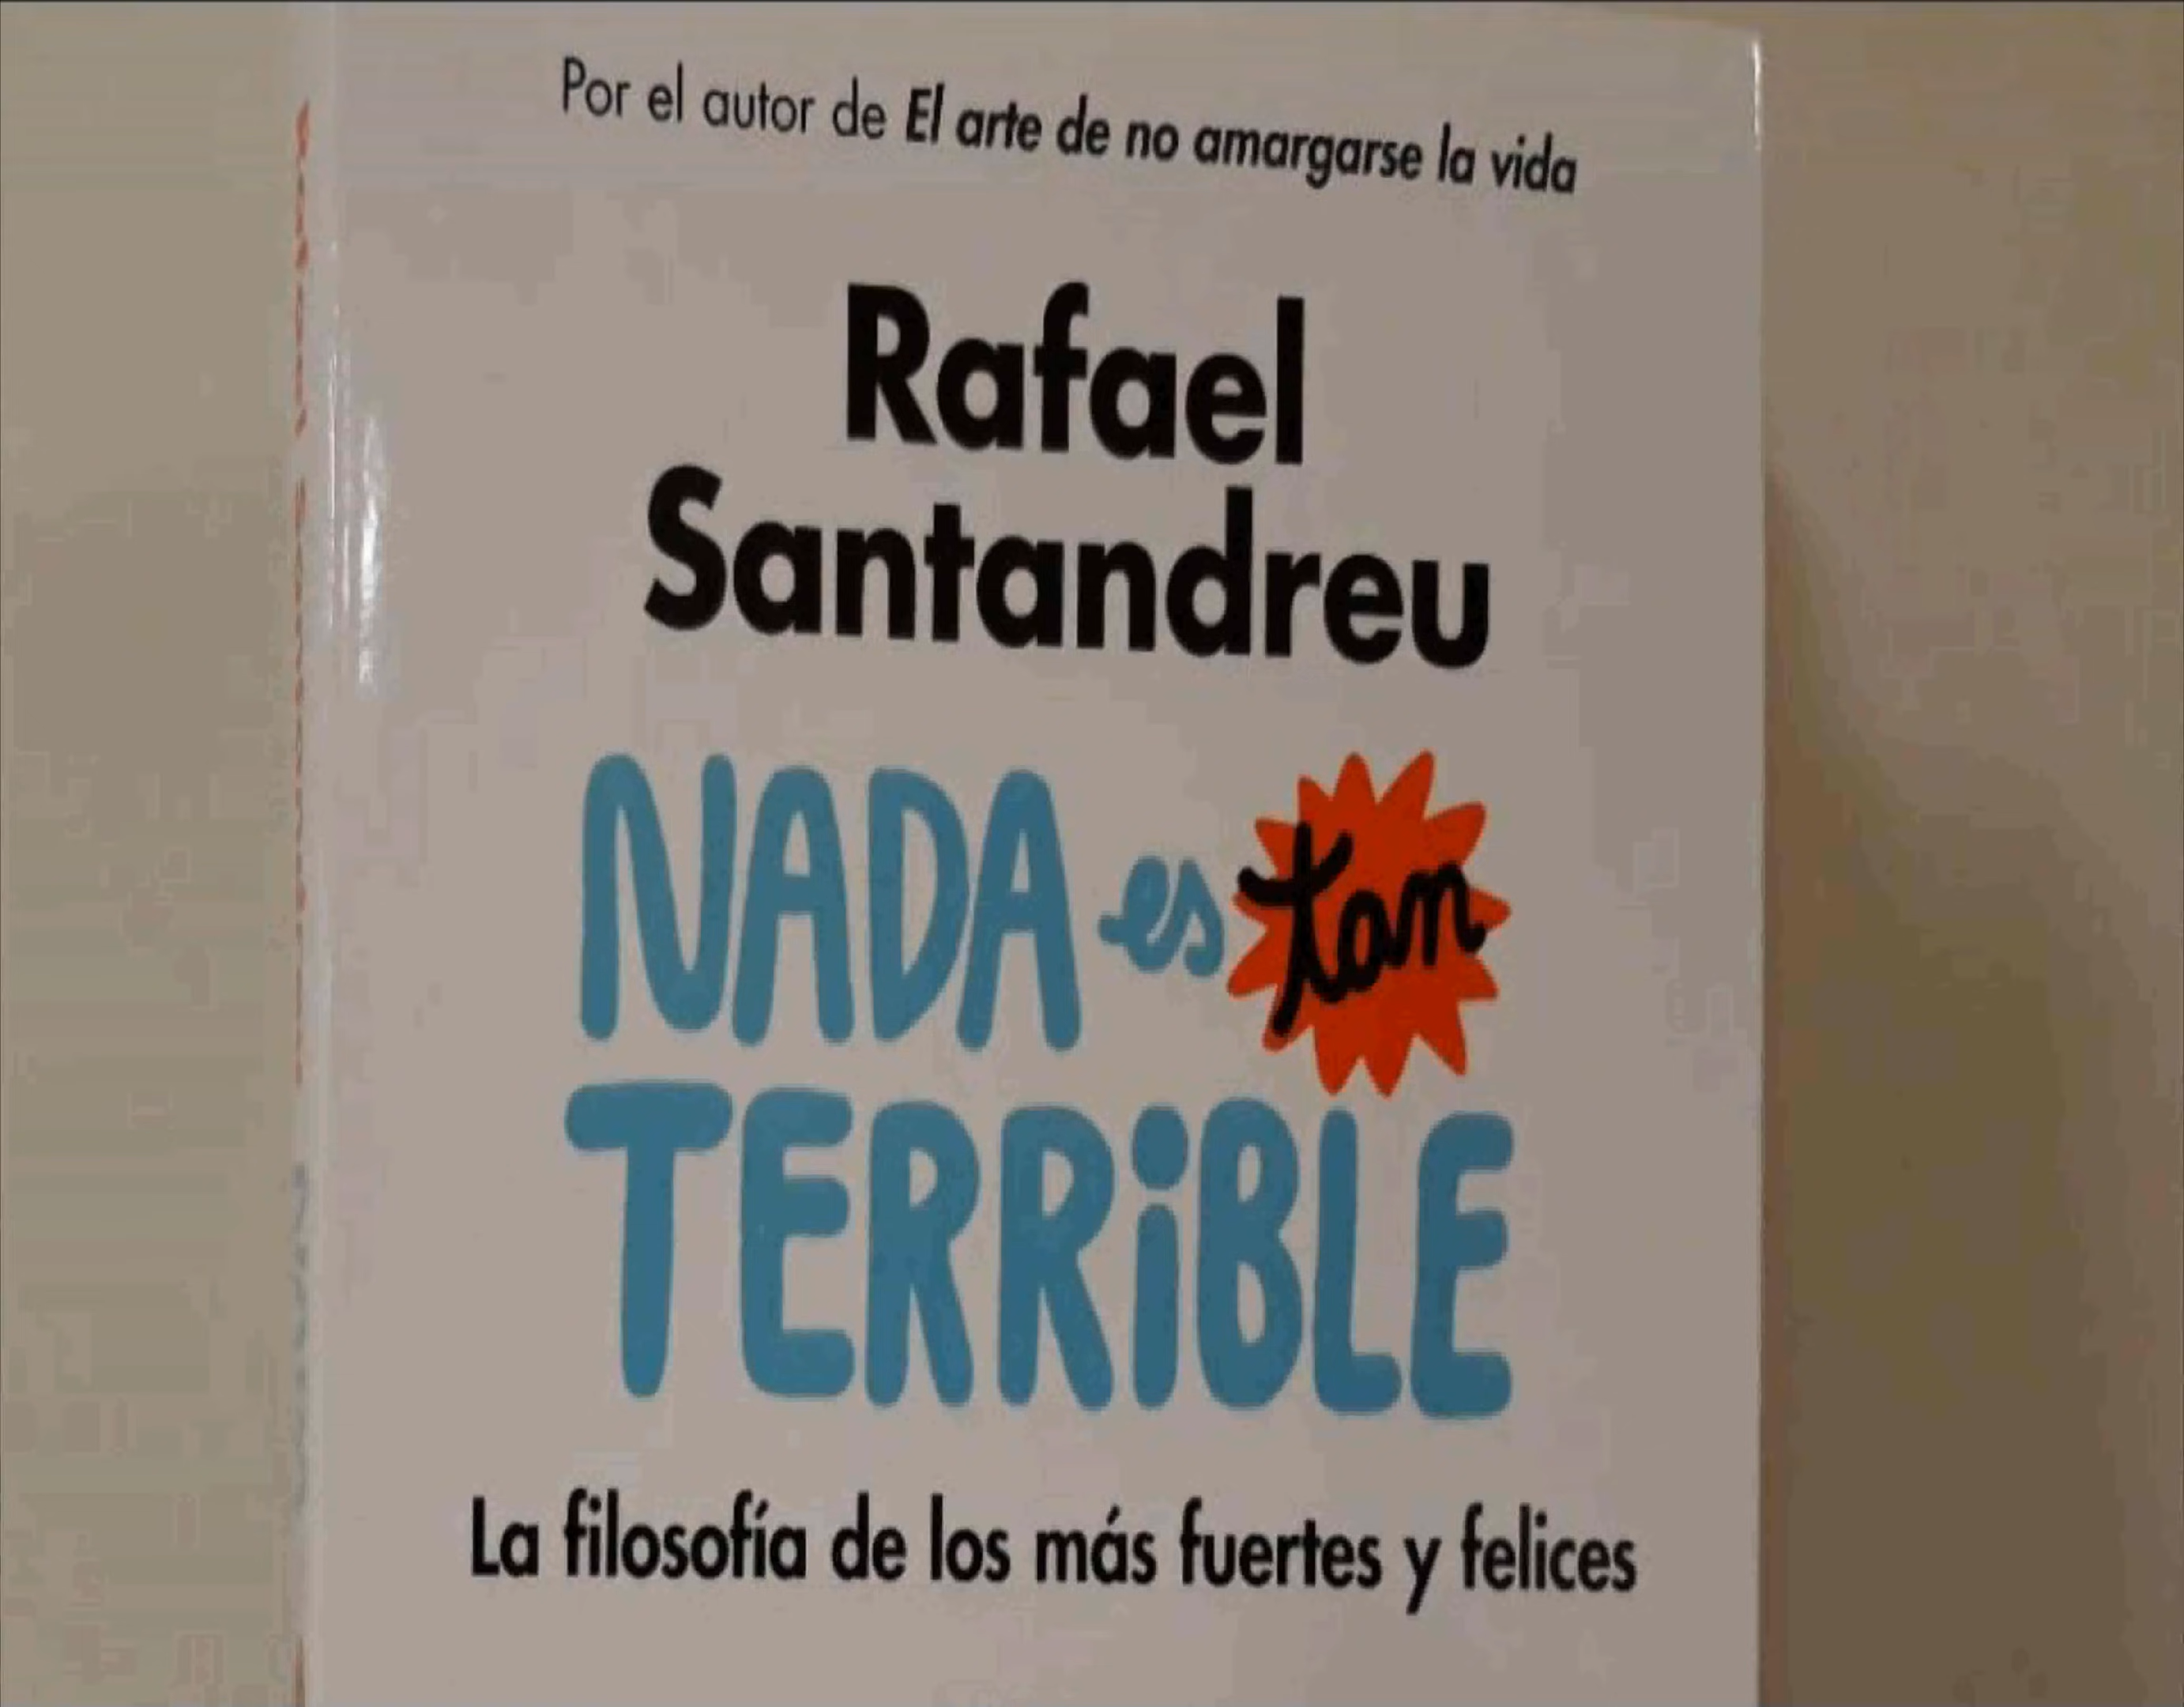 Por el autor de El arte de no amargarse la vida
Rafael
Santandreu
NADA es tan
TERRiBLE
La filosofía de los más fuertes y felices